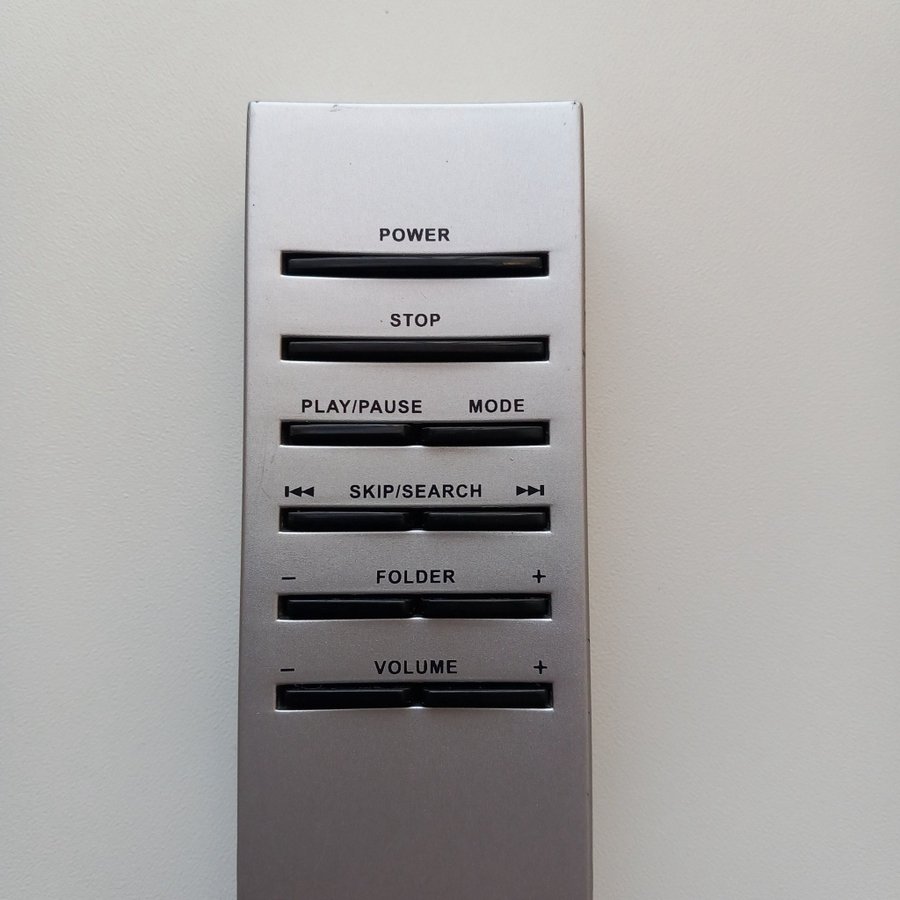 POWER
STOP
PLAY/PAUSE MODE
⏮ SKIP/SEARCH ⏭
− FOLDER +
− VOLUME +